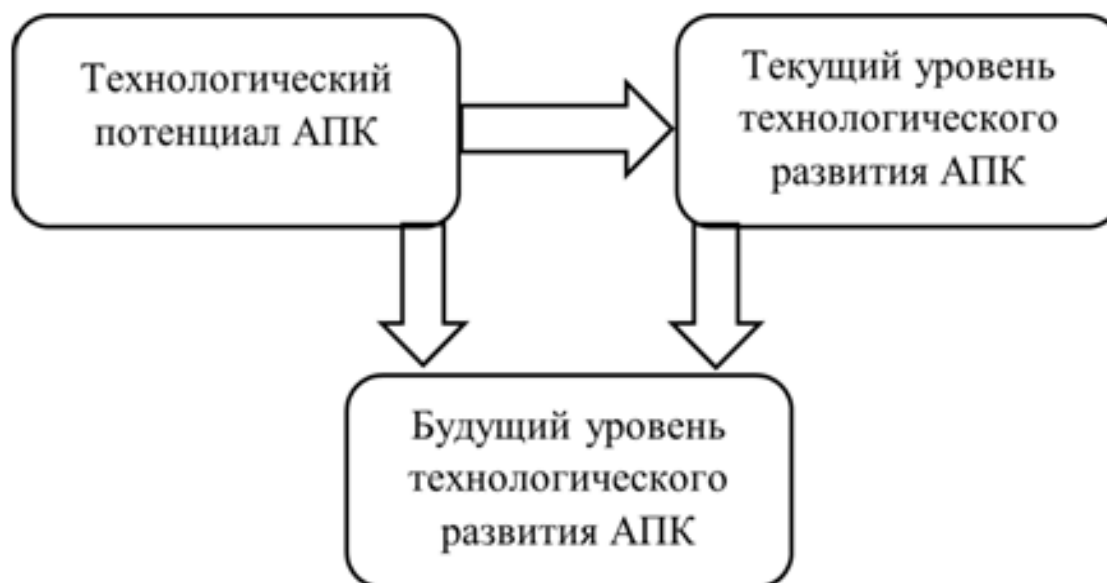 Технологический
потенциал АПК
Текущий уровень
технологического
развития АПК
Будущий уровень
технологического
развития АПК